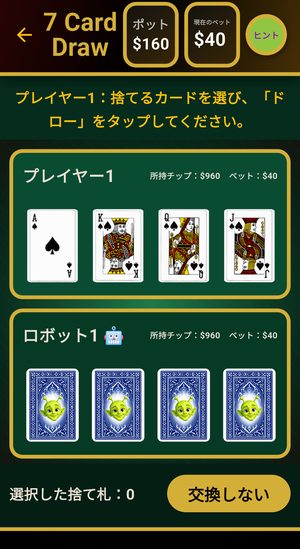 7 Card
Draw
ポット
$160
現在のベット
$40
ヒント
プレイヤー1：捨てるカードを選び、「ド
ロー」をタップしてください。
プレイヤー1
所持チップ：$960 ベット：$40
A
A
K
K
Q
Q
J
J
ロボット1
所持チップ：$960 ベット：$40
選択した捨て札：0
交換しない